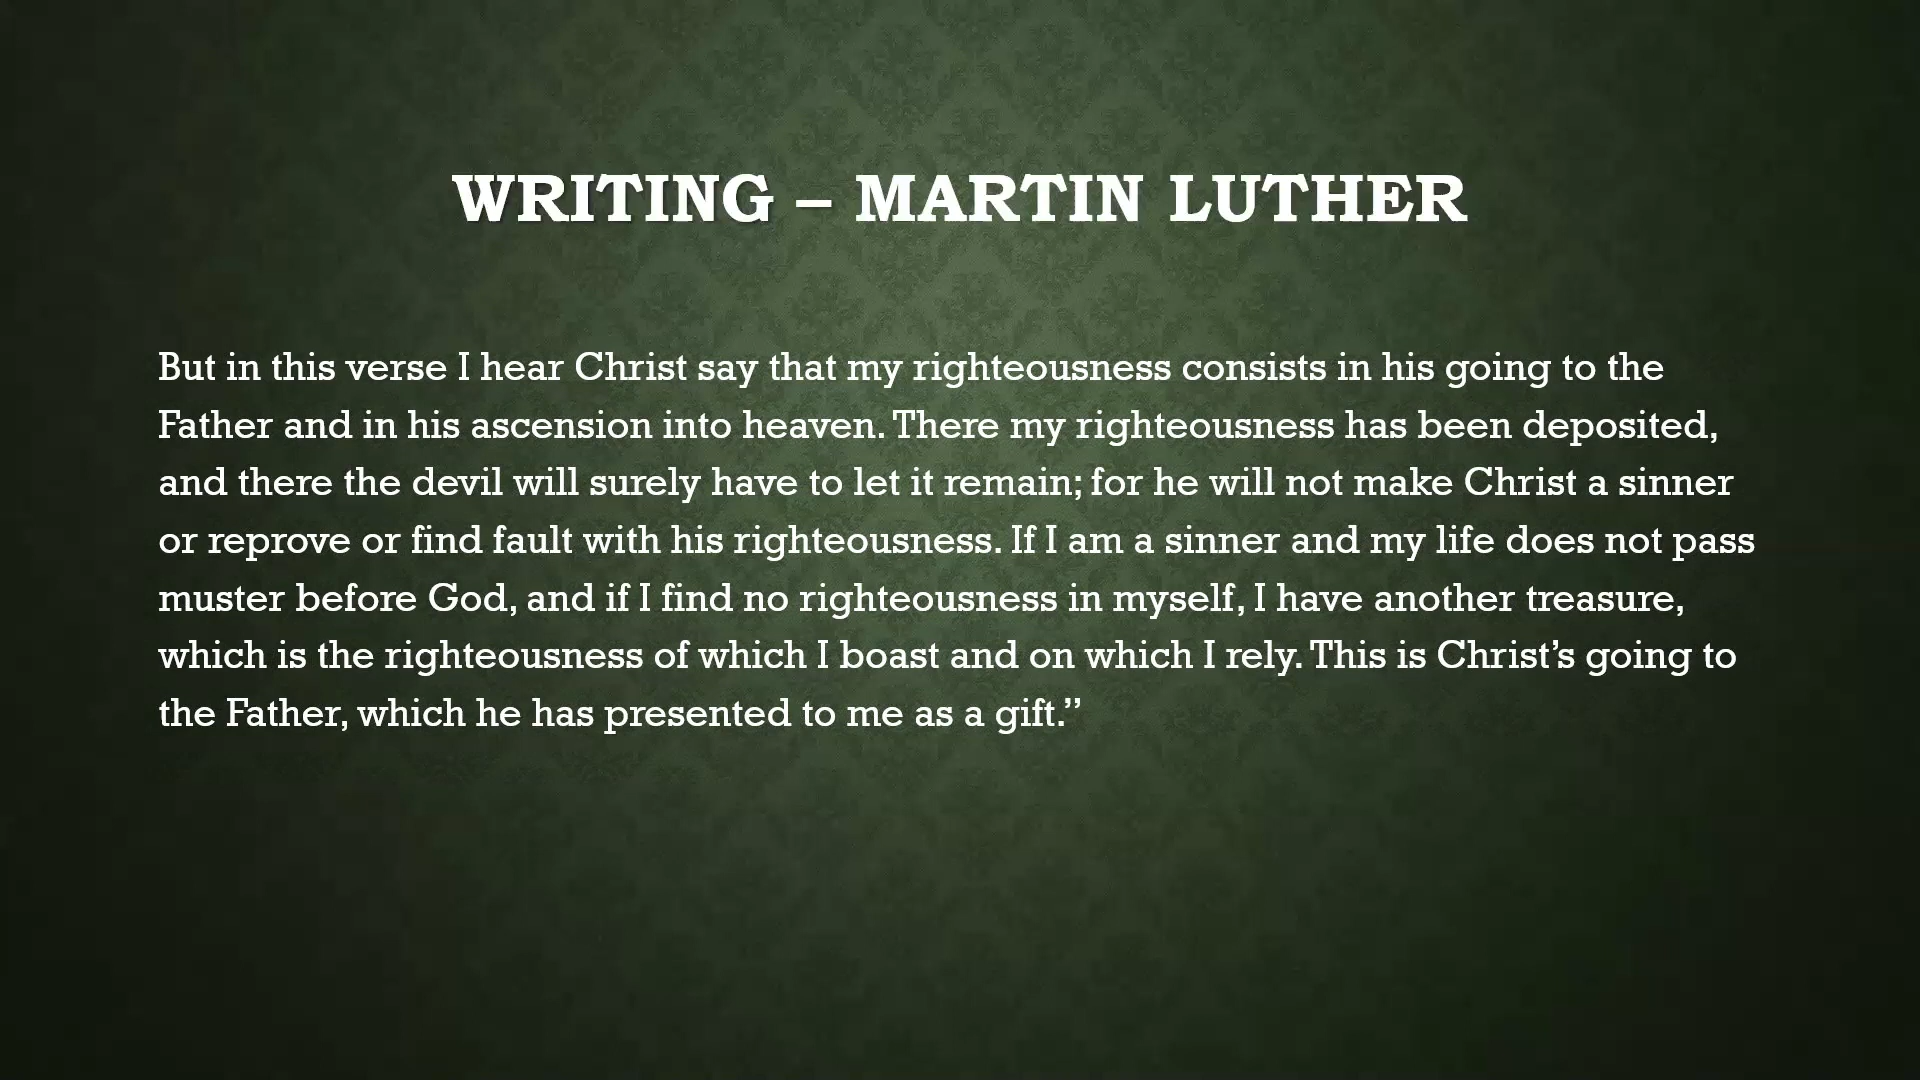 WRITING – MARTIN LUTHER
But in this verse I hear Christ say that my righteousness consists in his going to the
Father and in his ascension into heaven. There my righteousness has been deposited,
and there the devil will surely have to let it remain; for he will not make Christ a sinner
or reprove or find fault with his righteousness. If I am a sinner and my life does not pass
muster before God, and if I find no righteousness in myself, I have another treasure,
which is the righteousness of which I boast and on which I rely. This is Christ’s going to
the Father, which he has presented to me as a gift.”